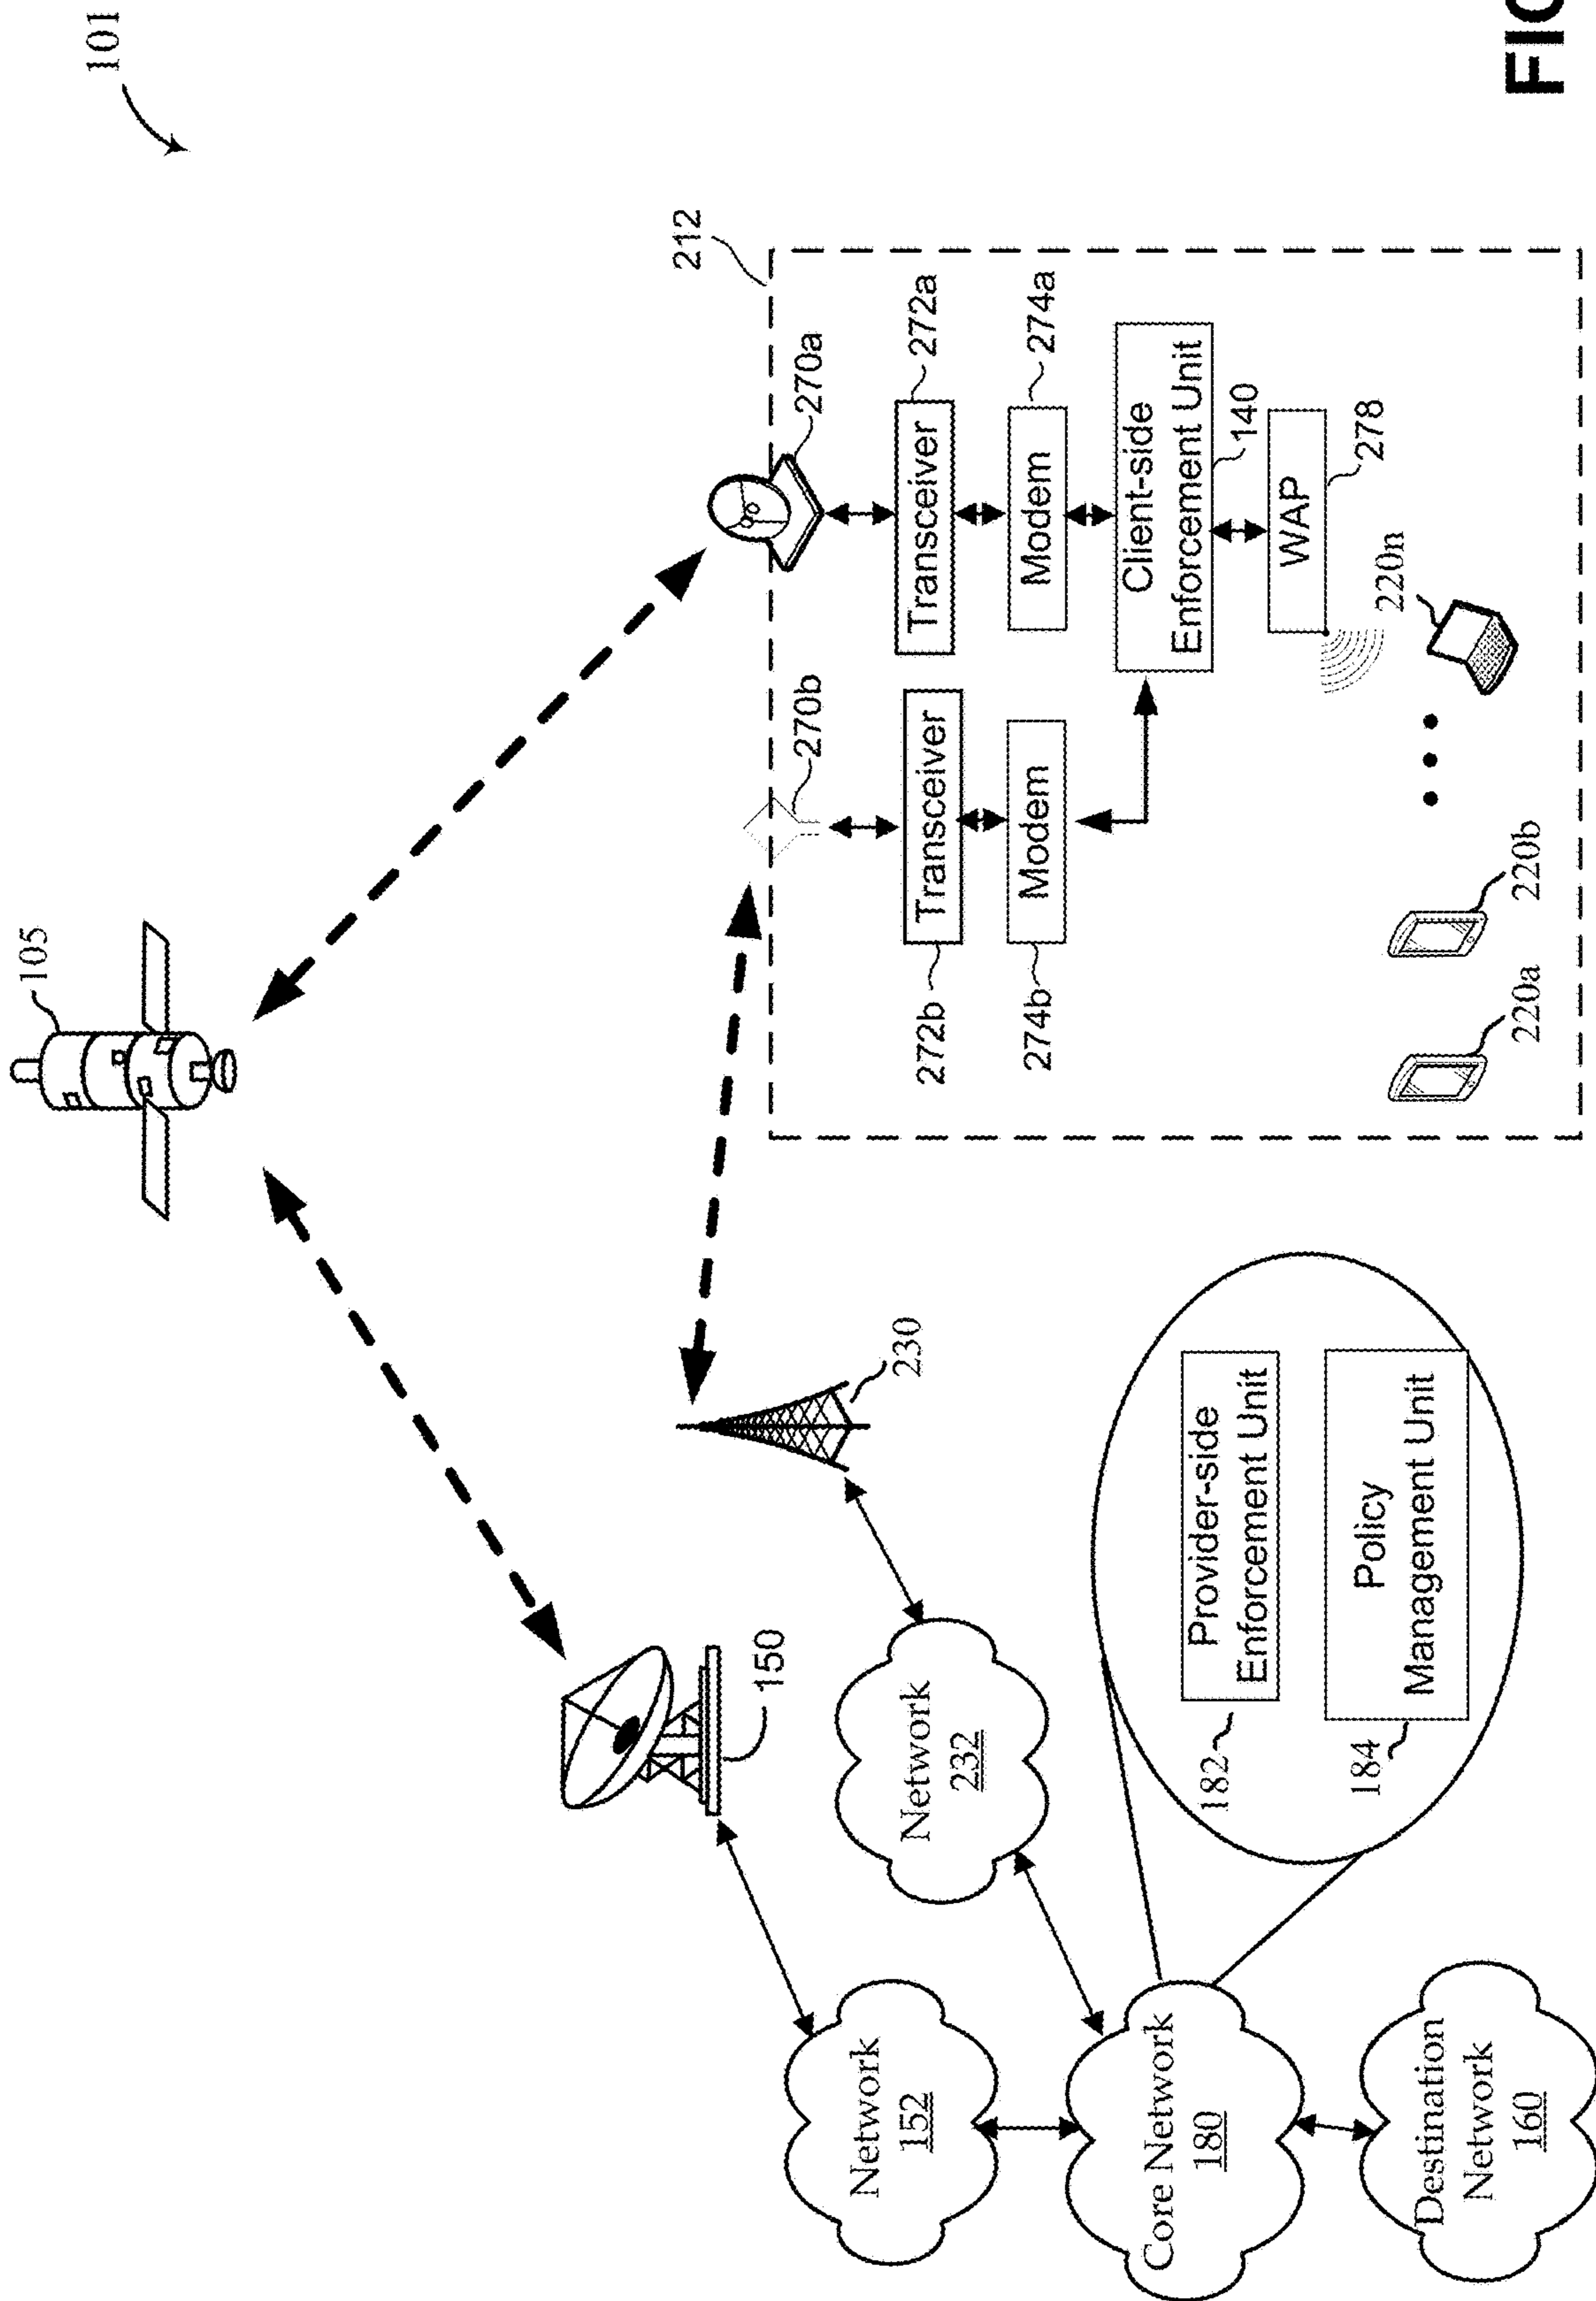 101
105
212
270a
270b
Transceiver
272a
Transceiver
272b
Modem
274a
Modem
274b
Client-side
Enforcement Unit
140
WAP
278
220a
220b
220n
150
230
Network
152
Network
232
Core Network
180
Destination
Network
160
Provider-side
Enforcement Unit
182
Policy
Management Unit
184